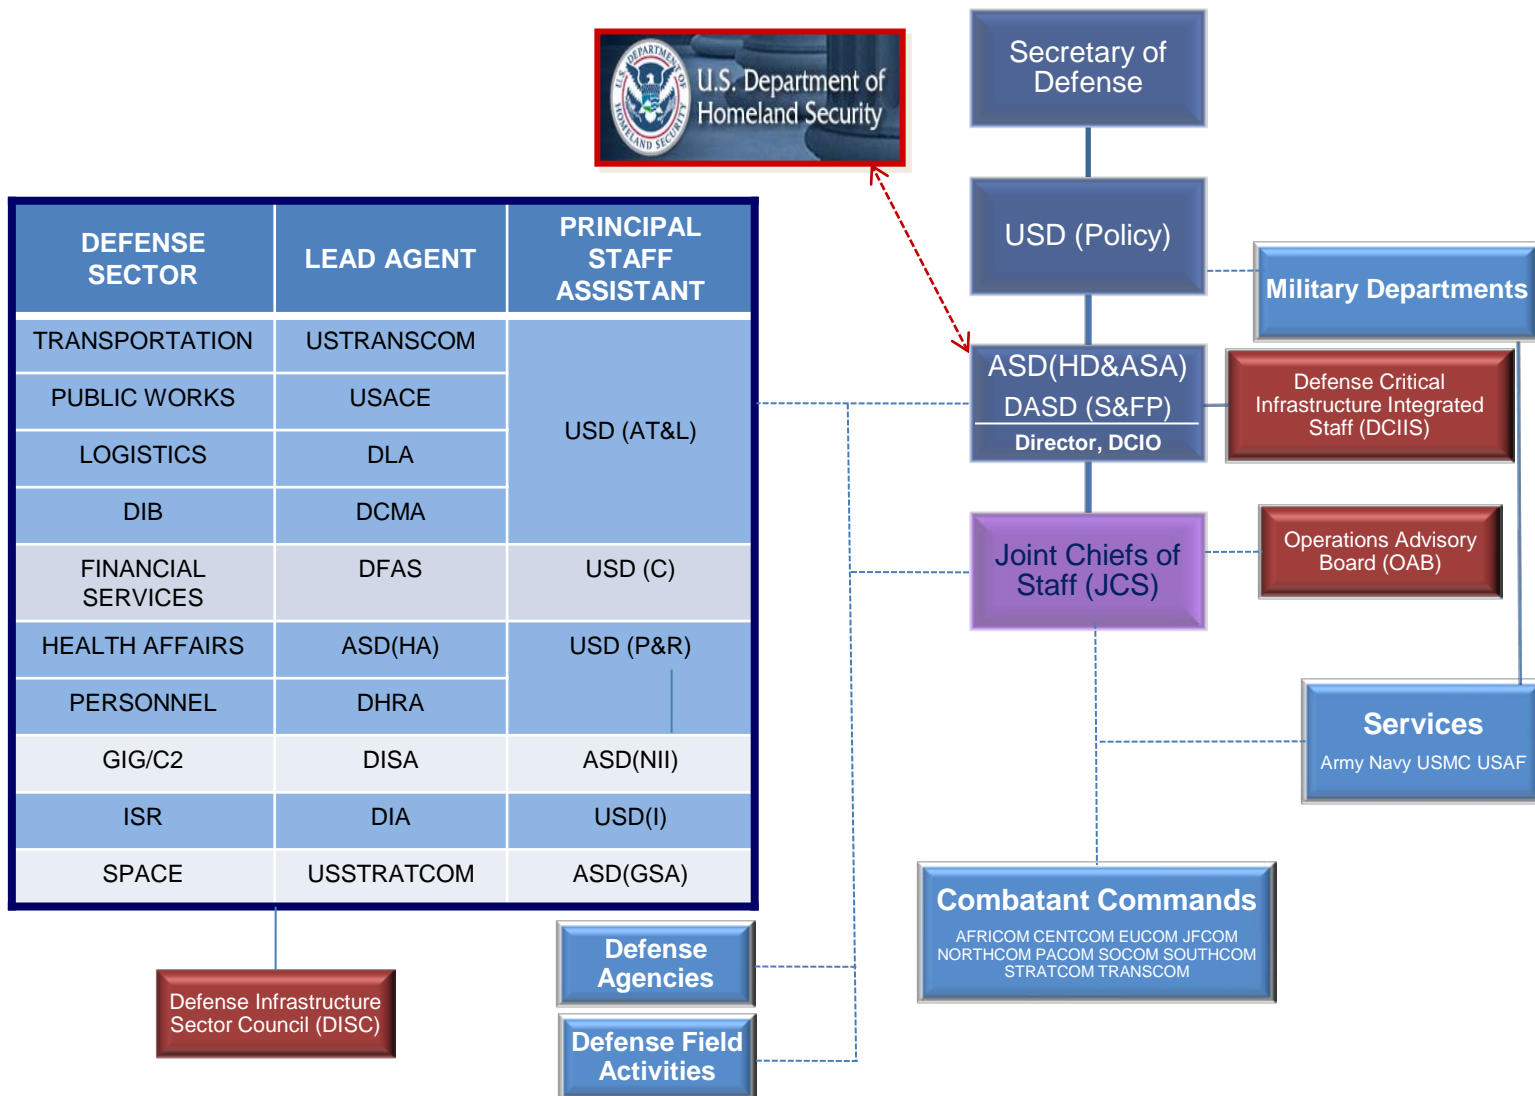 U.S. DEPARTMENT OF
HOMELAND SECURITY
U.S. Department of
Homeland Security
Secretary of
Defense
USD (Policy)
Military Departments
ASD(HD&ASA)
DASD (S&FP)
Director, DCIO
Defense Critical
Infrastructure Integrated
Staff (DCIIS)
Joint Chiefs of
Staff (JCS)
Operations Advisory
Board (OAB)
Services
Army Navy USMC USAF
Combatant Commands
AFRICOM CENTCOM EUCOM JFCOM
NORTHCOM PACOM SOCOM SOUTHCOM
STRATCOM TRANSCOM
DEFENSE
SECTOR
LEAD AGENT
PRINCIPAL
STAFF
ASSISTANT
TRANSPORTATION
USTRANSCOM
USD (AT&L)
PUBLIC WORKS
USACE
LOGISTICS
DLA
DIB
DCMA
FINANCIAL
SERVICES
DFAS
USD (C)
HEALTH AFFAIRS
ASD(HA)
USD (P&R)
PERSONNEL
DHRA
GIG/C2
DISA
ASD(NII)
ISR
DIA
USD(I)
SPACE
USSTRATCOM
ASD(GSA)
Defense Infrastructure
Sector Council (DISC)
Defense
Agencies
Defense Field
Activities